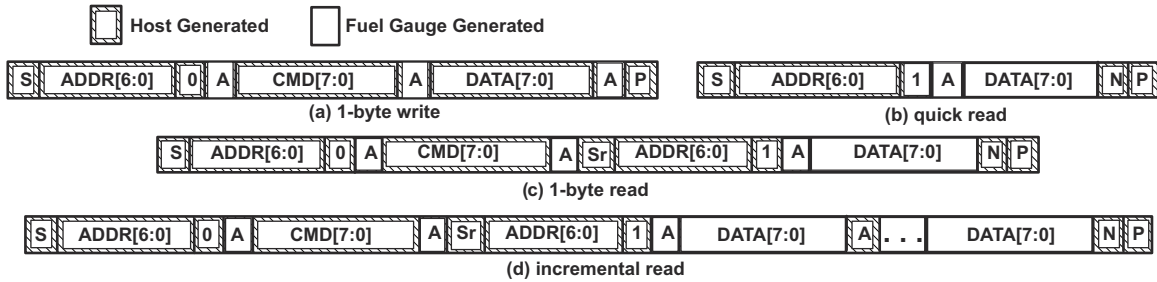 Host Generated Fuel Gauge Generated
S ADDR[6:0] 0 A CMD[7:0] A DATA[7:0] A P S ADDR[6:0] 1 A DATA[7:0] N P
(a) 1-byte write (b) quick read
S ADDR[6:0] 0 A CMD[7:0] A Sr ADDR[6:0] 1 A DATA[7:0] N P
(c) 1-byte read
S ADDR[6:0] 0 A CMD[7:0] A Sr ADDR[6:0] 1 A DATA[7:0] A . . . DATA[7:0] N P
(d) incremental read